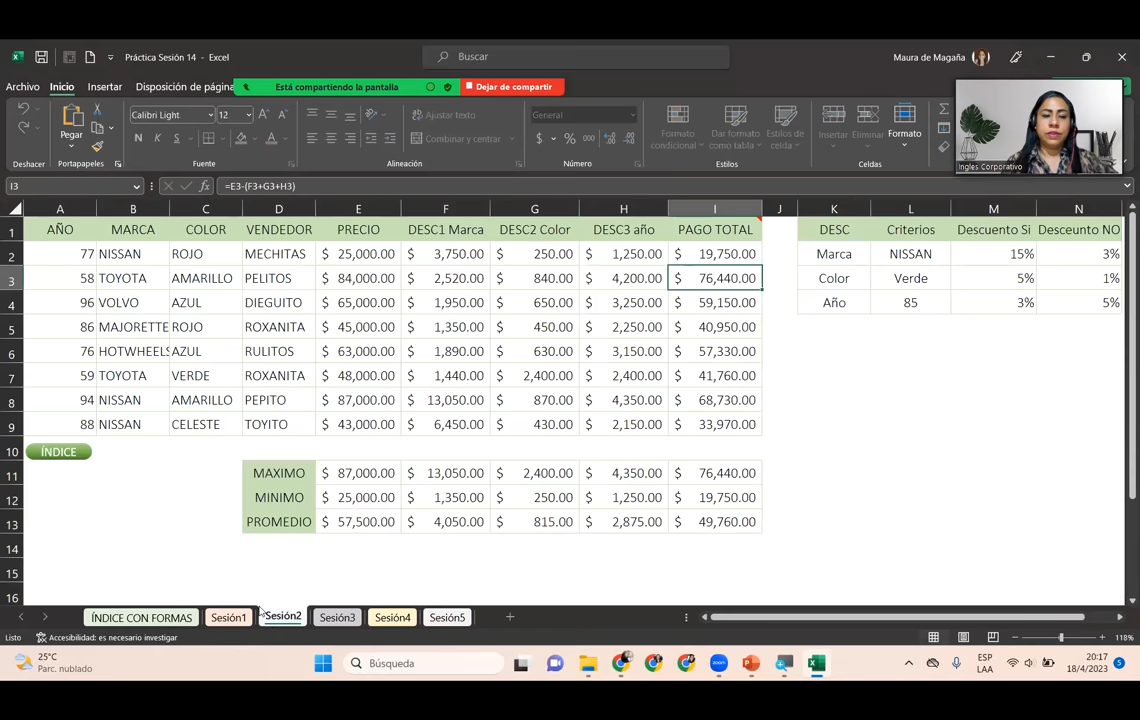 Práctica Sesión 14 - Excel
Buscar
Maura de Magaña
Archivo Inicio Insertar Disposición de página
Está compartiendo la pantalla
Dejar de compartir
Calibri Light 12
Ajustar texto
General
Pegar
N K S
Combinar y centrar
$ % 000
Formato condicional
Dar formato como tabla
Estilos de celda
Insertar Eliminar Formato
Deshacer Portapapeles Fuente Alineación Número Estilos Celdas
Ingles Corporativo
I3 fx =E3-(F3+G3+H3)
A B C D E F G H I J K L M N
1 AÑO MARCA COLOR VENDEDOR PRECIO DESC1 Marca DESC2 Color DESC3 año PAGO TOTAL DESC Criterios Descuento Si Desceunto NO
2 77 NISSAN ROJO MECHITAS $ 25,000.00 $ 3,750.00 $ 250.00 $ 1,250.00 $ 19,750.00 Marca NISSAN 15% 3%
3 58 TOYOTA AMARILLO PELITOS $ 84,000.00 $ 2,520.00 $ 840.00 $ 4,200.00 $ 76,440.00 Color Verde 5% 1%
4 96 VOLVO AZUL DIEGUITO $ 65,000.00 $ 1,950.00 $ 650.00 $ 3,250.00 $ 59,150.00 Año 85 3% 5%
5 86 MAJORETTE ROJO ROXANITA $ 45,000.00 $ 1,350.00 $ 450.00 $ 2,250.00 $ 40,950.00
6 76 HOTWHEELS AZUL RULITOS $ 63,000.00 $ 1,890.00 $ 630.00 $ 3,150.00 $ 57,330.00
7 59 TOYOTA VERDE ROXANITA $ 48,000.00 $ 1,440.00 $ 2,400.00 $ 2,400.00 $ 41,760.00
8 94 NISSAN AMARILLO PEPITO $ 87,000.00 $ 13,050.00 $ 870.00 $ 4,350.00 $ 68,730.00
9 88 NISSAN CELESTE TOYITO $ 43,000.00 $ 6,450.00 $ 430.00 $ 2,150.00 $ 33,970.00
10 ÍNDICE
11 MAXIMO $ 87,000.00 $ 13,050.00 $ 2,400.00 $ 4,350.00 $ 76,440.00
12 MINIMO $ 25,000.00 $ 1,350.00 $ 250.00 $ 1,250.00 $ 19,750.00
13 PROMEDIO $ 57,500.00 $ 4,050.00 $ 815.00 $ 2,875.00 $ 49,760.00
14
15
16
ÍNDICE CON FORMAS Sesión1 Sesión2 Sesión3 Sesión4 Sesión5
Listo Accesibilidad: es necesario investigar 118%
25°C
Parc. nublado
Búsqueda
ESP
LAA
20:17
18/4/2023
5